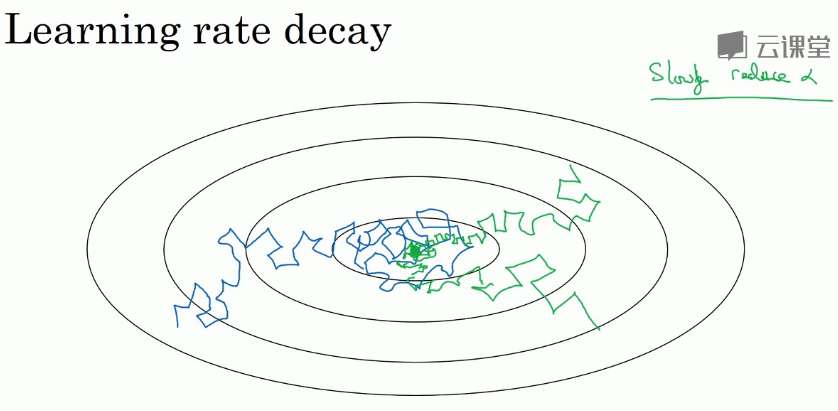 Learning rate decay
云课堂
Slowly reduce α